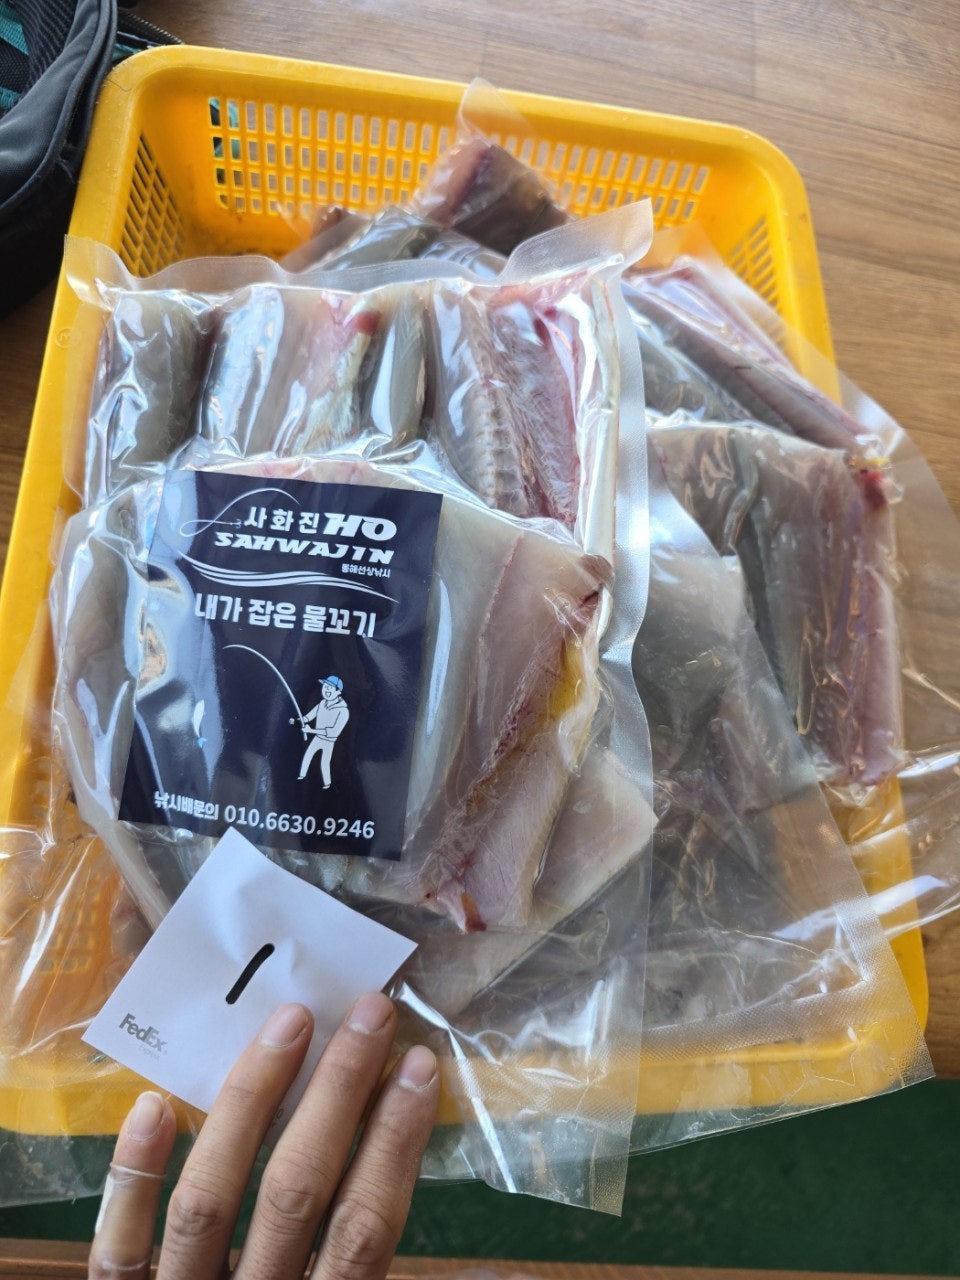 사화진HO
SAHWAJIN
동해선상낚시
내가 잡은 물꼬기
낚시배문의 010.6630.9246
1
FedEx